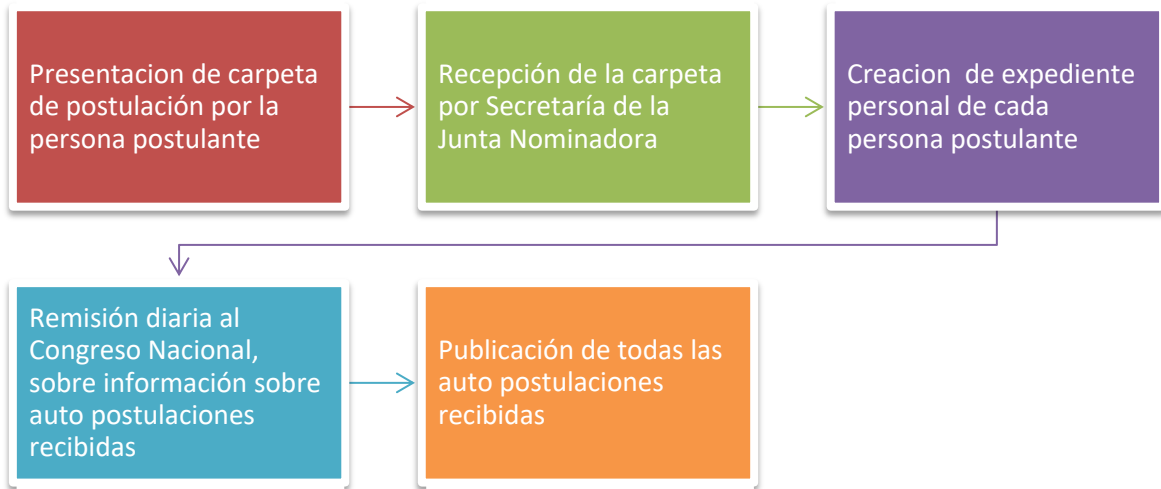 Presentacion de carpeta
de postulación por la
persona postulante
Recepción de la carpeta
por Secretaría de la
Junta Nominadora
Creacion  de expediente
personal de cada
persona postulante
Remisión diaria al
Congreso Nacional,
sobre información sobre
auto postulaciones
recibidas
Publicación de todas las
auto postulaciones
recibidas